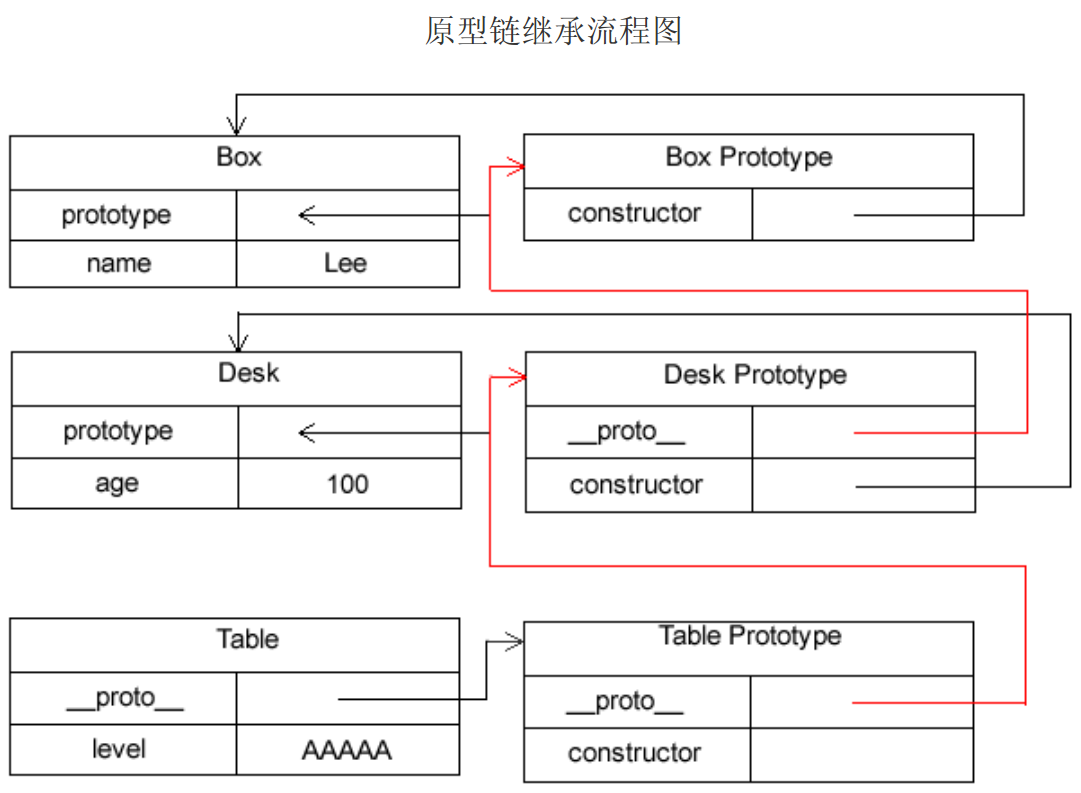 原型链继承流程图
Box
prototype
name Lee
Box Prototype
constructor
Desk
prototype
age 100
Desk Prototype
__proto__
constructor
Table
__proto__
level AAAAA
Table Prototype
__proto__
constructor